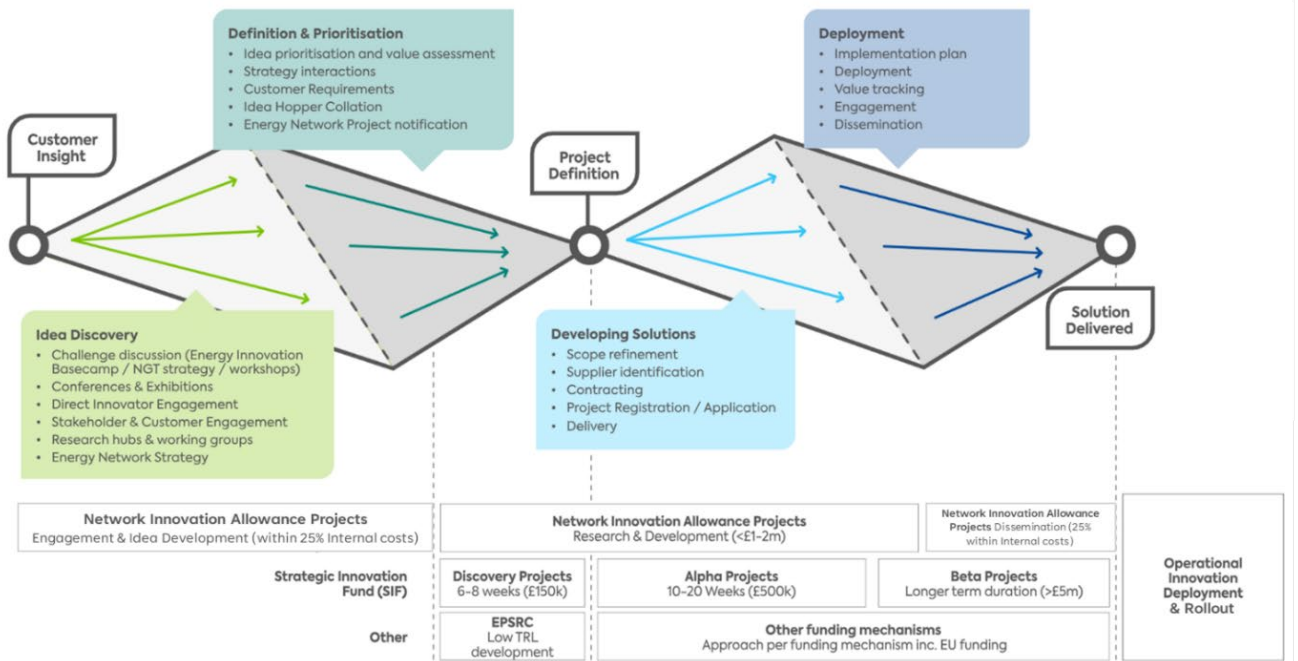 Definition & Prioritisation
• Idea prioritisation and value assessment
• Strategy interactions
• Customer Requirements
• Idea Hopper Collation
• Energy Network Project notification
Deployment
• Implementation plan
• Deployment
• Value tracking
• Engagement
• Dissemination
Customer
Insight
Project
Definition
Solution
Delivered
Idea Discovery
• Challenge discussion (Energy Innovation
Basecamp / NGT strategy / workshops)
• Conferences & Exhibitions
• Direct Innovator Engagement
• Stakeholder & Customer Engagement
• Research hubs & working groups
• Energy Network Strategy
Developing Solutions
• Scope refinement
• Supplier identification
• Contracting
• Project Registration / Application
• Delivery
Network Innovation Allowance Projects
Engagement & Idea Development (within 25% Internal costs)
Network Innovation Allowance Projects
Research & Development (<£1-2m)
Network Innovation Allowance
Projects Dissemination (25%
within Internal costs)
Operational
Innovation
Deployment
& Rollout
Strategic Innovation
Fund (SIF)
Discovery Projects
6-8 weeks (£150k)
Alpha Projects
10-20 Weeks (£500k)
Beta Projects
Longer term duration (>£5m)
Other
EPSRC
Low TRL
development
Other funding mechanisms
Approach per funding mechanism inc. EU funding